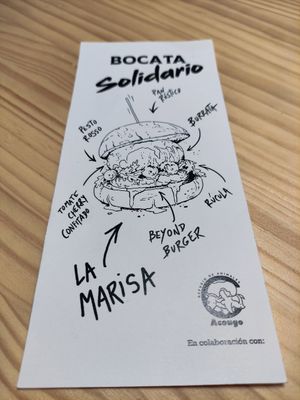 BOCATA
Solidario
PAN
RÚSTICO
PESTO
ROSSO
BURRATA
TOMATE
CHERRY
CONFITADO
RÚCULA
BEYOND
BURGER
LA
MARISA
Acougo
En colaboración con: